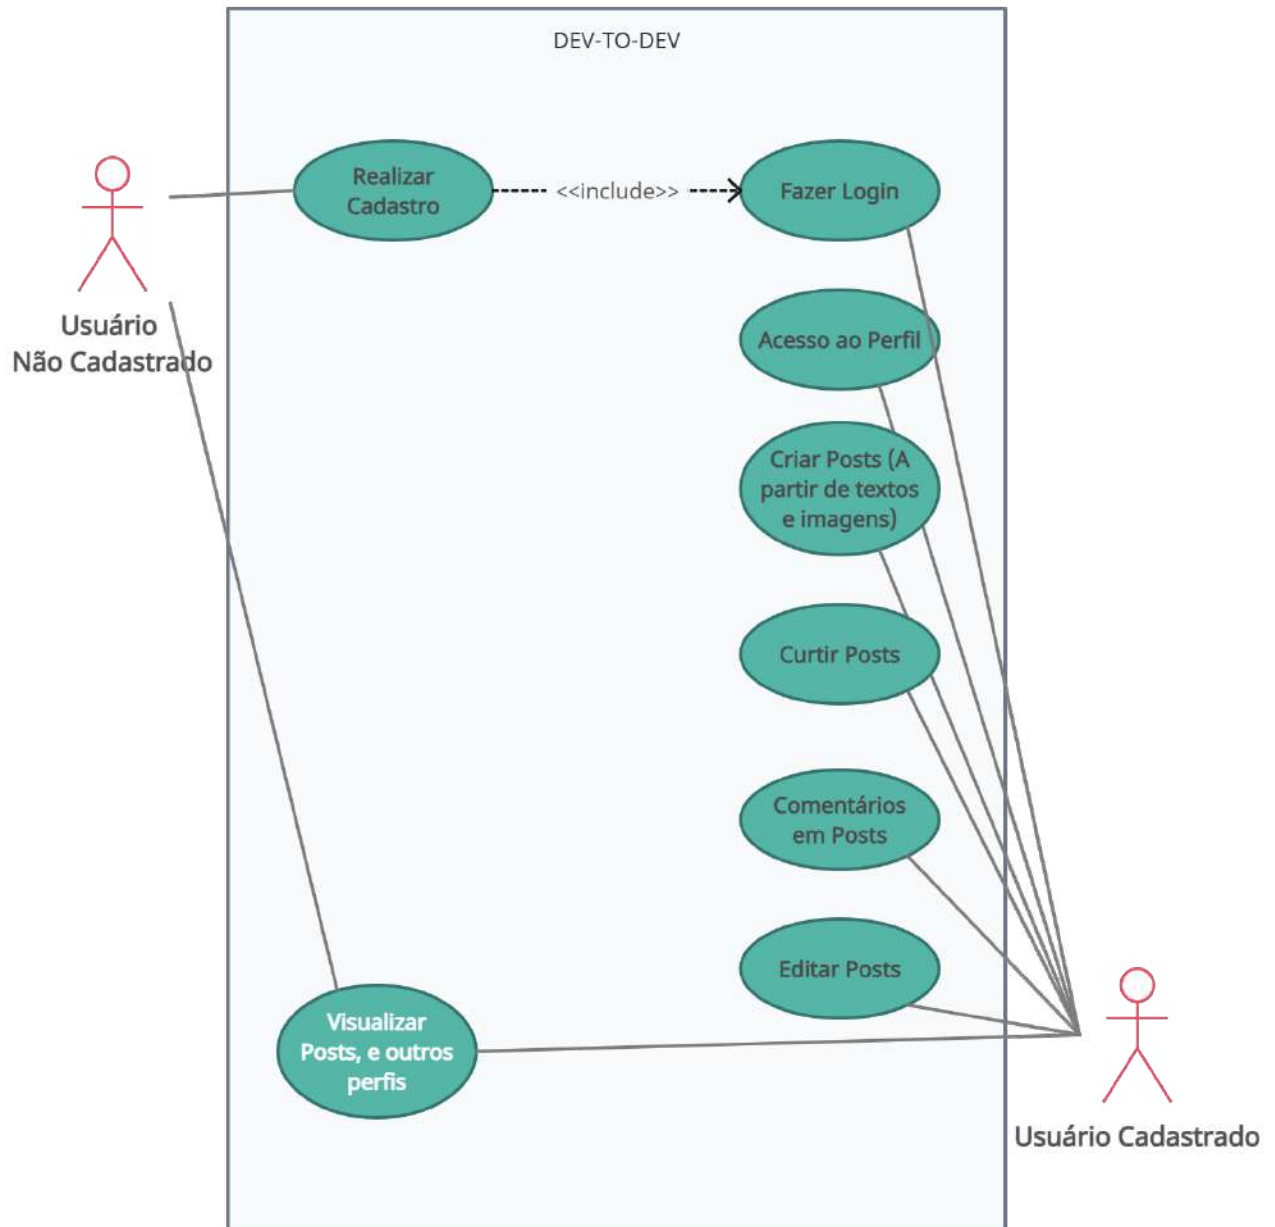 DEV-TO-DEV
Realizar
Cadastro
<<include>>
Fazer Login
Usuário
Não Cadastrado
Acesso ao Perfil
Criar Posts (A
partir de textos
e imagens)
Curtir Posts
Comentários
em Posts
Editar Posts
Visualizar
Posts, e outros
perfis
Usuário Cadastrado